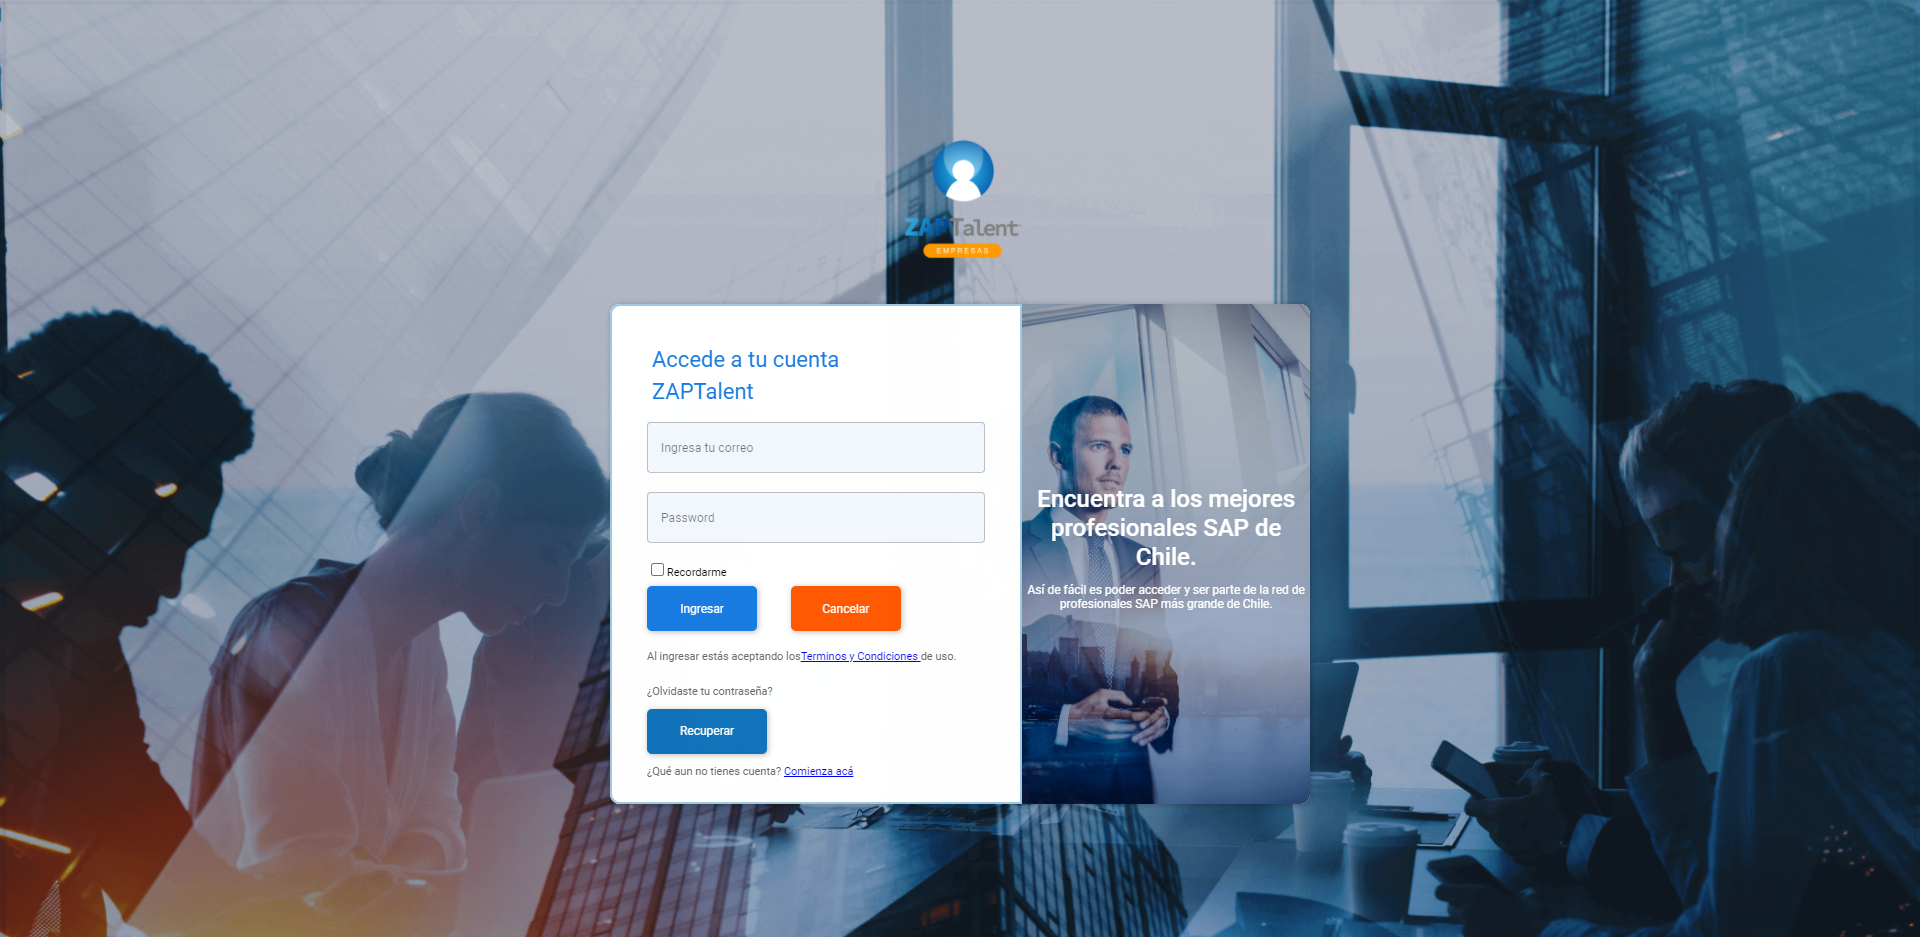 ZAPTalent
EMPRESAS
Accede a tu cuenta
ZAPTalent
Ingresa tu correo
Password
Recordarme
Ingresar
Cancelar
Al ingresar estás aceptando losTerminos y Condiciones de uso.
¿Olvidaste tu contraseña?
Recuperar
¿Qué aun no tienes cuenta? Comienza acá
Encuentra a los mejores
profesionales SAP de
Chile.
Así de fácil es poder acceder y ser parte de la red de
profesionales SAP más grande de Chile.